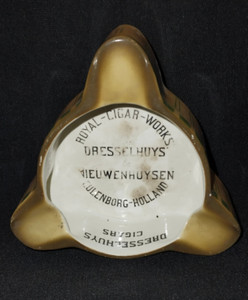 ROYAL-CIGAR-WORKS
DRESSELHUYS
NIEUWENHUYSEN
CULENBORG-HOLLAND
DRESSELHUYS
CIGARS